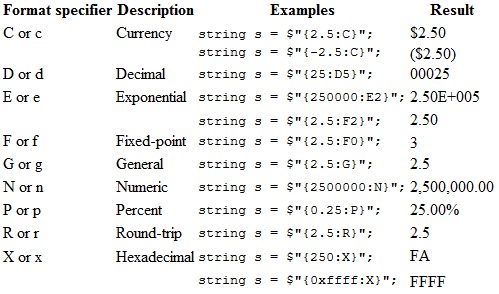 Format specifier Description Examples Result
C or c Currency string s = $"{2.5:C}"; $2.50
string s = $"{-2.5:C}"; ($2.50)
D or d Decimal string s = $"{25:D5}"; 00025
E or e Exponential string s = $"{250000:E2}"; 2.50E+005
string s = $"{2.5:F2}"; 2.50
F or f Fixed-point string s = $"{2.5:F0}"; 3
G or g General string s = $"{2.5:G}"; 2.5
N or n Numeric string s = $"{2500000:N}"; 2,500,000.00
P or p Percent string s = $"{0.25:P}"; 25.00%
R or r Round-trip string s = $"{2.5:R}"; 2.5
X or x Hexadecimal string s = $"{250:X}"; FA
string s = $"{0xffff:X}"; FFFF